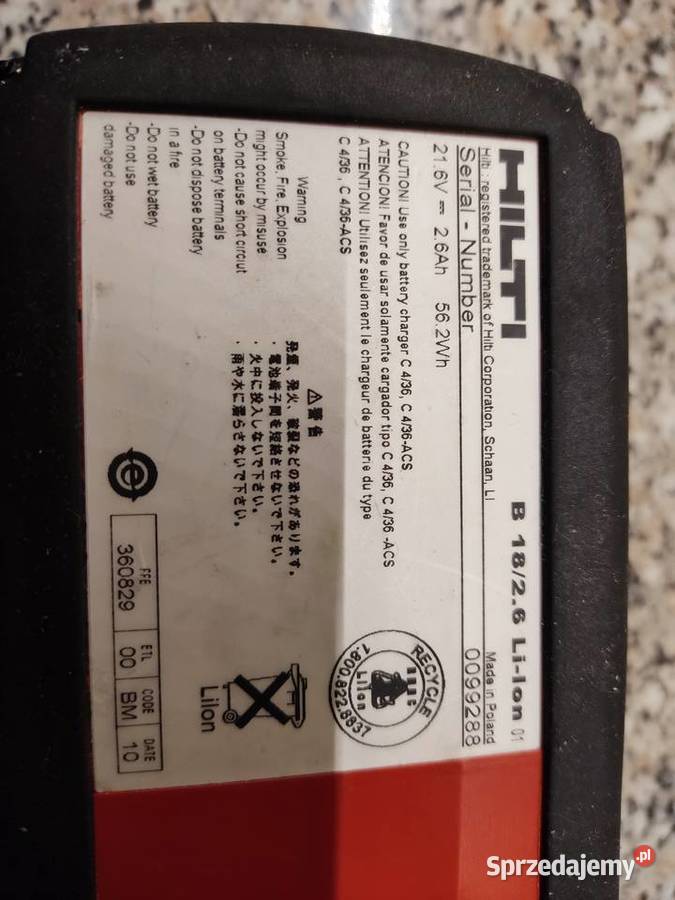 HILTI B 18/2.6 Li-Ion 01
Hilti : registered trademark of Hilti Corporation, Schaan, LI Made in Poland
Serial - Number 0099288
21.6V 2.6Ah 56.2Wh
CAUTION! Use only battery charger C 4/36, C 4/36-ACS
ATENCION! Favor de usar solamente cargador tipo C 4/36, C 4/36 -ACS
ATTENTION! Utilisez seulement le chargeur de batterie du type
C 4/36 , C 4/36-ACS
Warning
Smoke, Fire, Explosion
might occur by misuse
-Do not cause short circiut
on battery terminals
-Do not dispose battery
in a fire
-Do not wet battery
-Do not use
damaged battery
⚠警告
発煙、発火、破裂などの恐れがあります。
・電池端子間を短絡させないで下さい。
・火中に投入しないで下さい。
・雨や水に濡らさないで下さい。
RECYCLE
Li Ion
1.800.822.8837
LiIon
FFE ETL CODE DATE
360829 00 BM 10
Sprzedajemy.pl